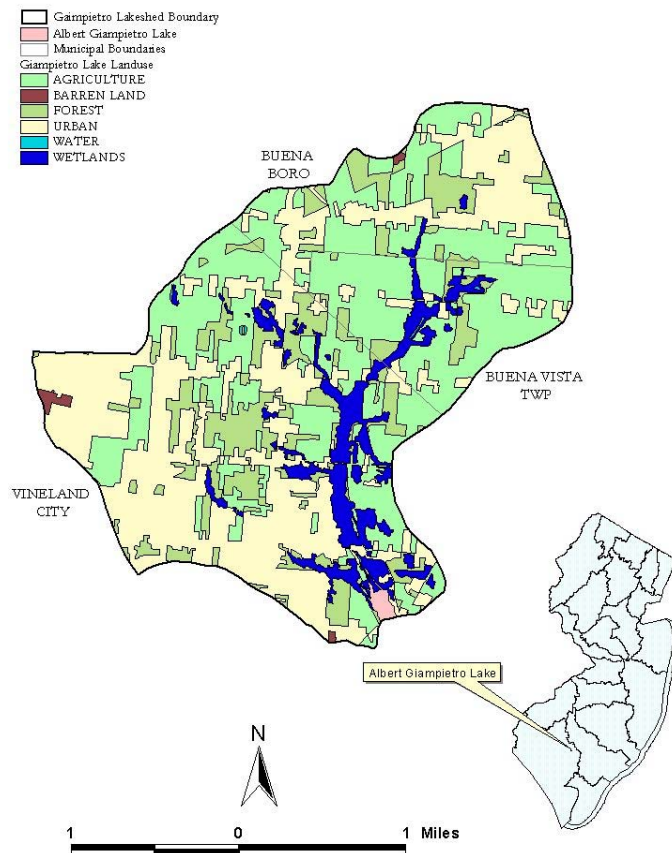 Gaimpietro Lakeshed Boundary
Albert Giampietro Lake
Municipal Boundaries
Giampietro Lake Landuse
AGRICULTURE
BARREN LAND
FOREST
URBAN
WATER
WETLANDS
BUENA
BORO
BUENA VISTA
TWP
VINELAND
CITY
Albert Giampietro Lake
N
1 0 1 Miles